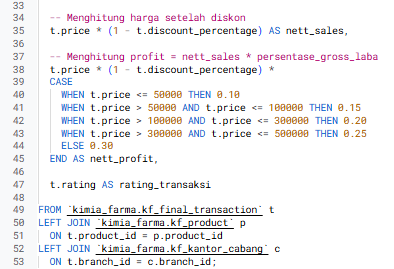 33
34 -- Menghitung harga setelah diskon
35 t.price * (1 - t.discount_percentage) AS nett_sales,
36
37 -- Menghitung profit = nett_sales * persentase_gross_laba
38 t.price * (1 - t.discount_percentage) *
39 CASE
40 WHEN t.price <= 50000 THEN 0.10
41 WHEN t.price > 50000 AND t.price <= 100000 THEN 0.15
42 WHEN t.price > 100000 AND t.price <= 300000 THEN 0.20
43 WHEN t.price > 300000 AND t.price <= 500000 THEN 0.25
44 ELSE 0.30
45 END AS nett_profit,
46
47 t.rating AS rating_transaksi
48
49 FROM `kimia_farma.kf_final_transaction` t
50 LEFT JOIN `kimia_farma.kf_product` p
51 ON t.product_id = p.product_id
52 LEFT JOIN `kimia_farma.kf_kantor_cabang` c
53 ON t.branch_id = c.branch_id;